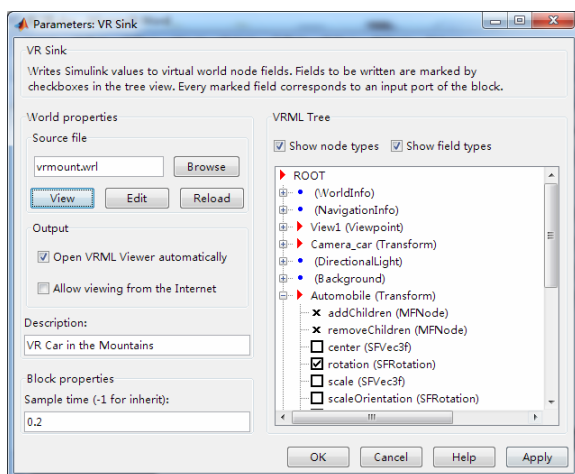 Parameters: VR Sink
VR Sink
Writes Simulink values to virtual world node fields. Fields to be written are marked by
checkboxes in the tree view. Every marked field corresponds to an input port of the block.
World properties
Source file
vrmount.wrl
Browse
View
Edit
Reload
Output
Open VRML Viewer automatically
Allow viewing from the Internet
Description:
VR Car in the Mountains
Block properties
Sample time (-1 for inherit):
0.2
VRML Tree
Show node types
Show field types
ROOT
(WorldInfo)
(NavigationInfo)
View1 (Viewpoint)
Camera_car (Transform)
(DirectionalLight)
(Background)
Automobile (Transform)
addChildren (MFNode)
removeChildren (MFNode)
center (SFVec3f)
rotation (SFRotation)
scale (SFVec3f)
scaleOrientation (SFRotation)
OK
Cancel
Help
Apply